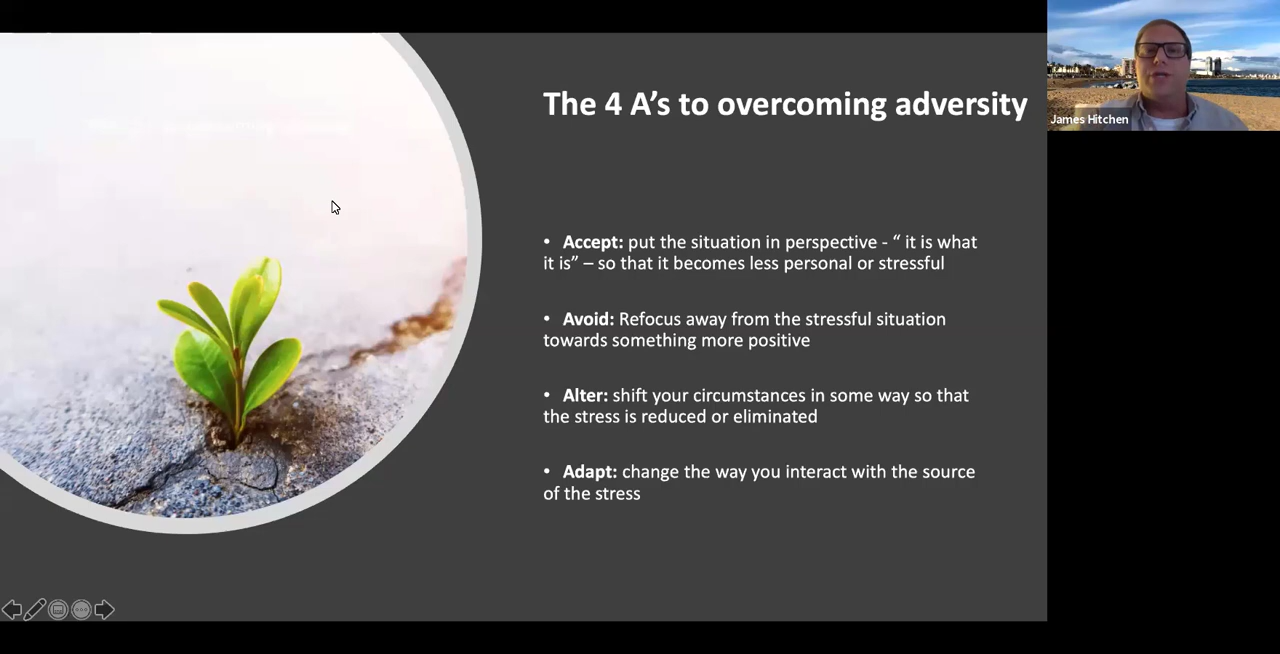 The 4 A’s to overcoming adversity
James Hitchen
• Accept: put the situation in perspective - “ it is what
it is” – so that it becomes less personal or stressful
• Avoid: Refocus away from the stressful situation
towards something more positive
• Alter: shift your circumstances in some way so that
the stress is reduced or eliminated
• Adapt: change the way you interact with the source
of the stress